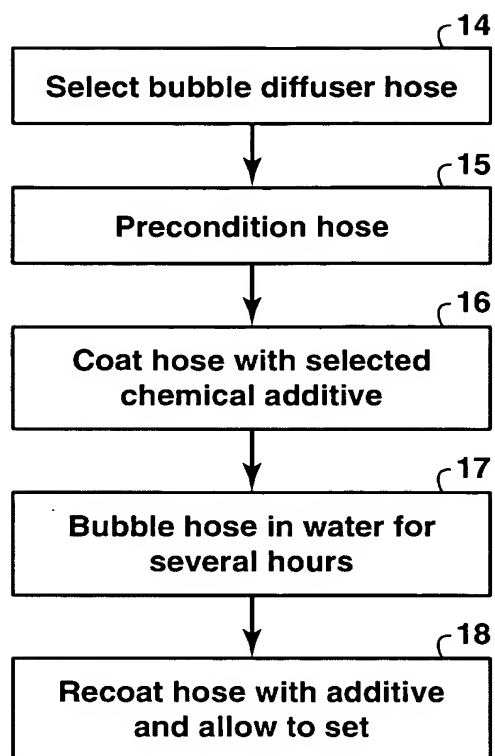 14
Select bubble diffuser hose
15
Precondition hose
16
Coat hose with selected
chemical additive
17
Bubble hose in water for
several hours
18
Recoat hose with additive
and allow to set